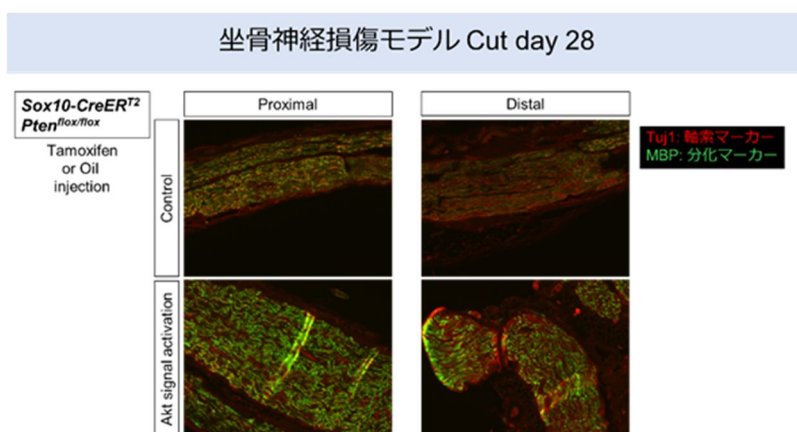 坐骨神経損傷モデル Cut day 28
Sox10-CreERT2
Ptenflox/flox
Tamoxifen
or Oil
injection
Proximal
Distal
Control
Akt signal activation
Tuj1: 軸索マーカー
MBP: 分化マーカー